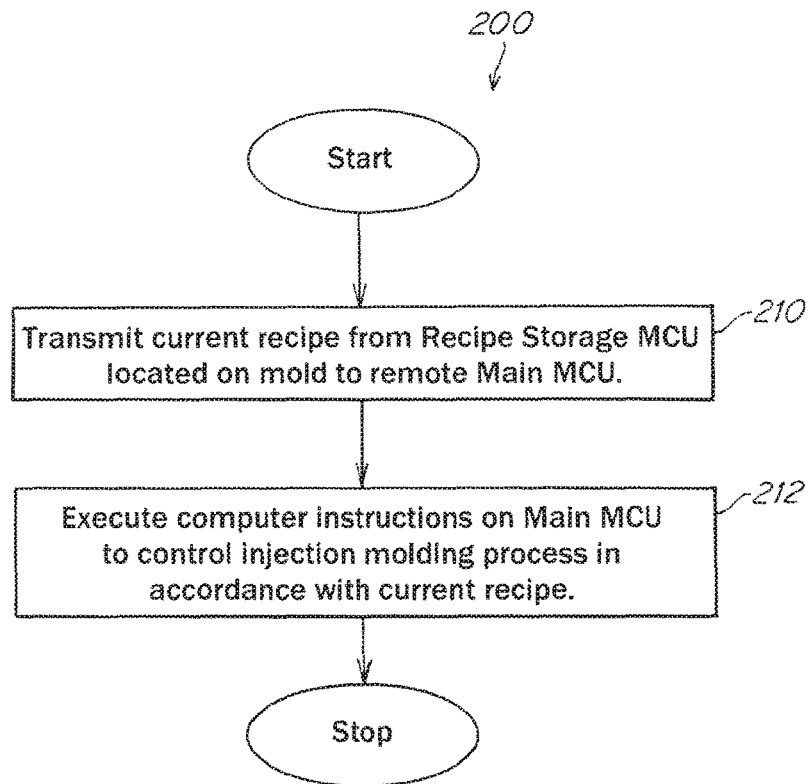 200
Start
210
Transmit current recipe from Recipe Storage MCU
located on mold to remote Main MCU.
212
Execute computer instructions on Main MCU
to control injection molding process in
accordance with current recipe.
Stop